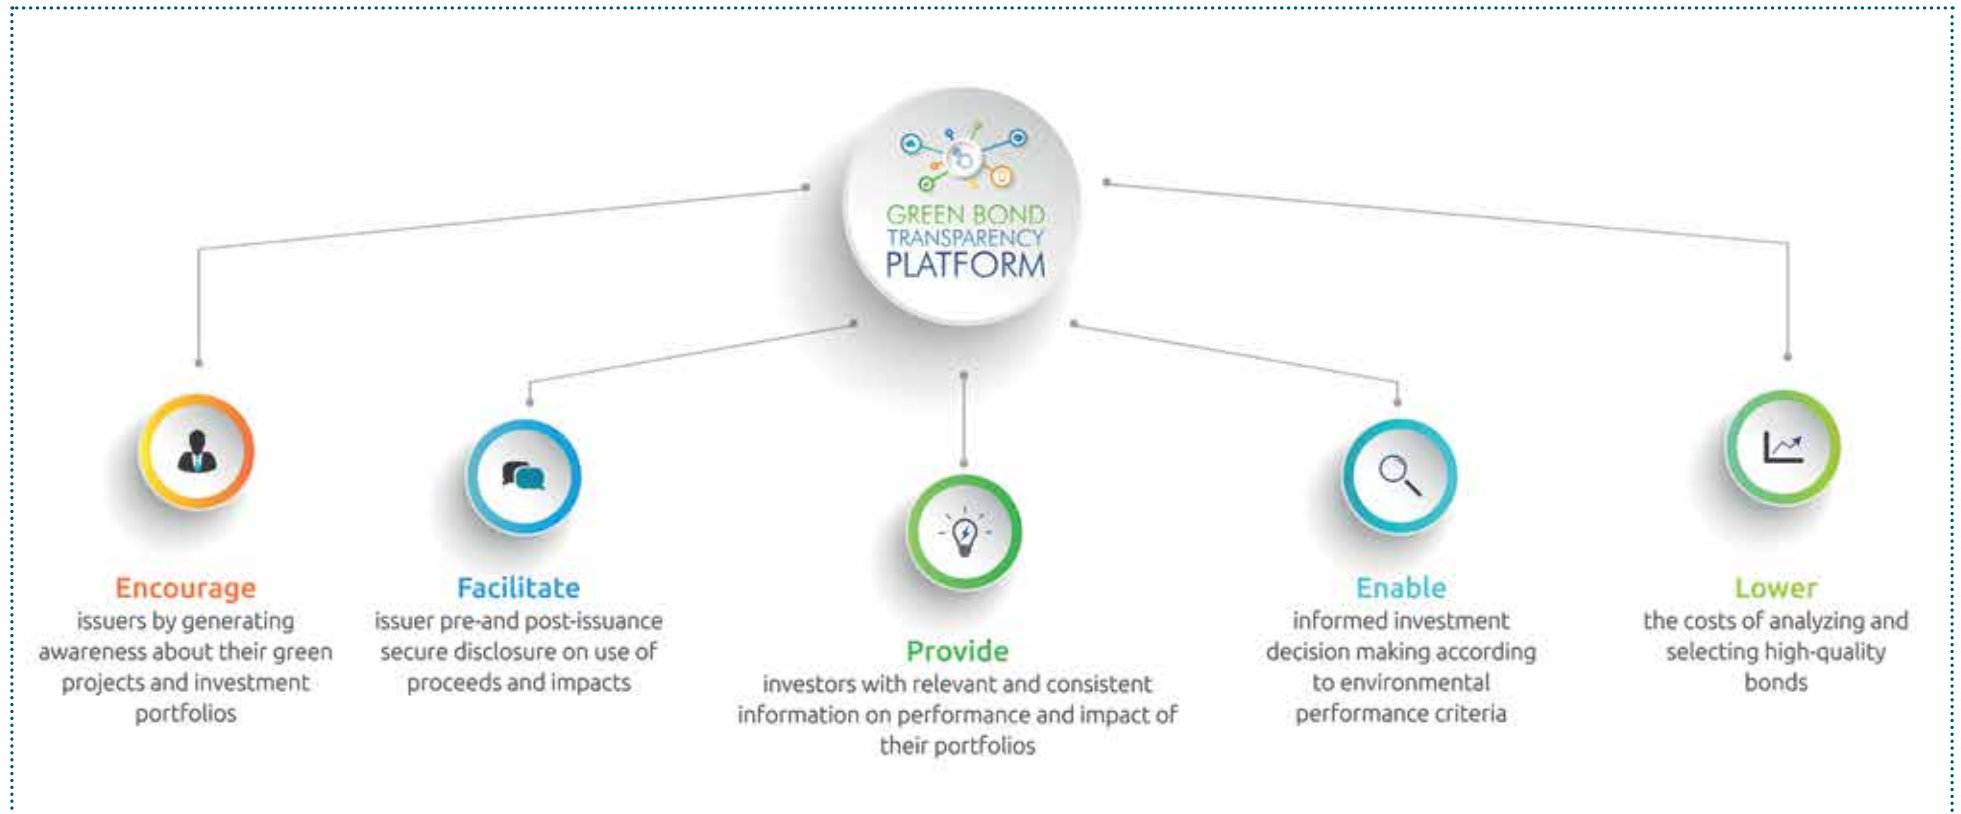 GREEN BOND
TRANSPARENCY
PLATFORM
Encourage
issuers by generating
awareness about their green
projects and investment
portfolios
Facilitate
issuer pre-and post-issuance
secure disclosure on use of
proceeds and impacts
Provide
investors with relevant and consistent
information on performance and impact of
their portfolios
Enable
informed investment
decision making according
to environmental
performance criteria
Lower
the costs of analyzing and
selecting high-quality
bonds